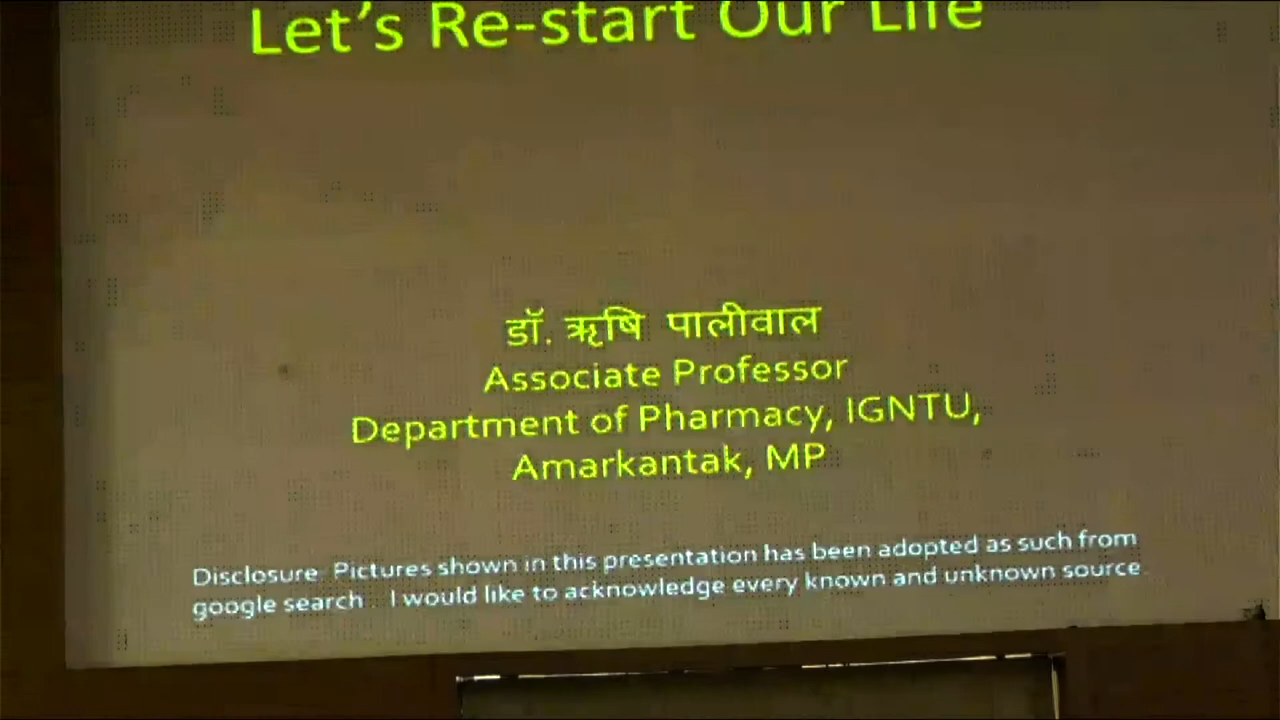 Let's Re-start Our Life
डॉ. ऋषि पालीवाल
Associate Professor
Department of Pharmacy, IGNTU,
Amarkantak, MP
Disclosure Pictures shown in this presentation has been adopted as such from
google search I would like to acknowledge every known and unknown source.